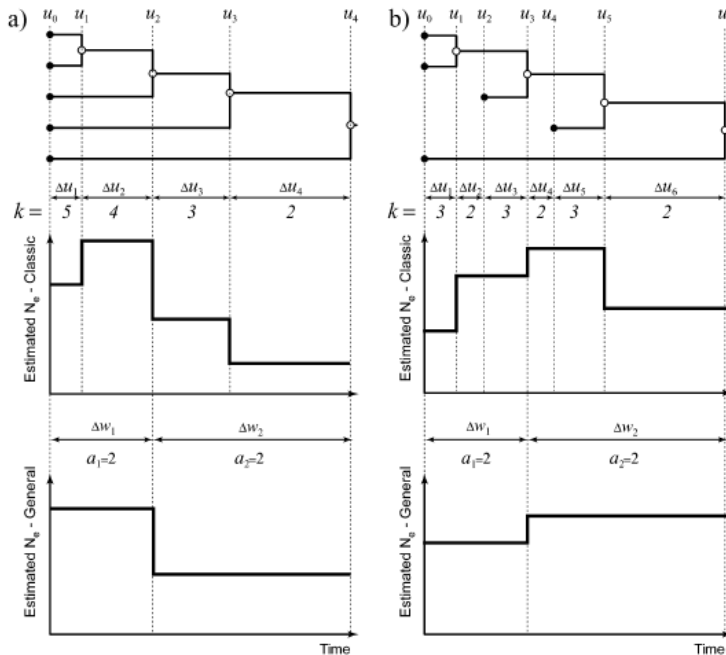 a)
u₀ u₁ u₂ u₃ u₄
Δu₁ Δu₂ Δu₃ Δu₄
k = 5 4 3 2
Estimated Nₑ - Classic
Δw₁ Δw₂
a₁=2 a₂=2
Estimated Nₑ - General
Time
b)
u₀ u₁ u₂ u₃ u₄ u₅ u
Δu₁ Δu₂ Δu₃ Δu₄ Δu₅ Δu₆
k = 3 2 3 2 3 2
Estimated Nₑ - Classic
Δw₁ Δw₂
a₁=2 a₂=2
Estimated Nₑ - General
Time